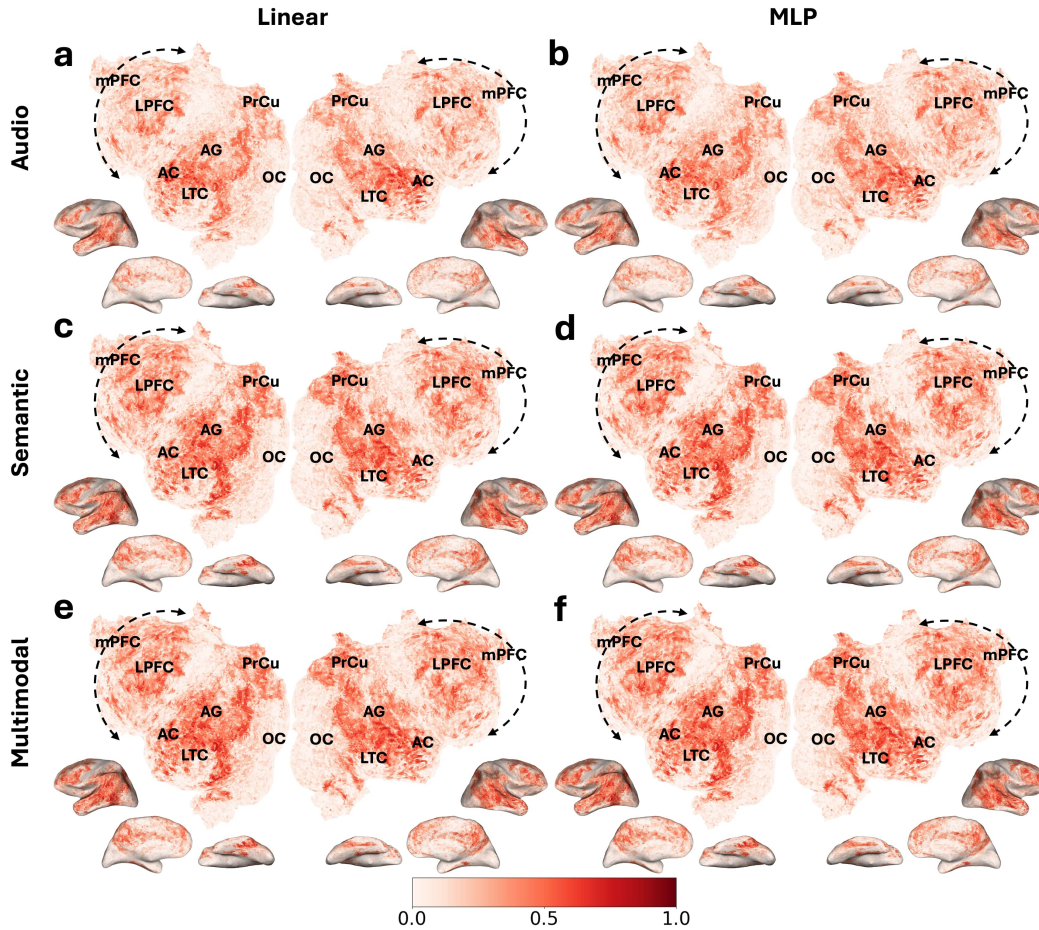 Linear MLP
Audio
a b
mPFC mPFC mPFC mPFC
LPFC PrCu PrCu LPFC LPFC PrCu PrCu LPFC
AG AG AG AG
AC OC OC AC AC OC OC AC
LTC LTC LTC LTC
Semantic
c d
mPFC mPFC mPFC mPFC
LPFC PrCu PrCu LPFC LPFC PrCu PrCu LPFC
AG AG AG AG
AC OC OC AC AC OC OC AC
LTC LTC LTC LTC
Multimodal
e f
mPFC mPFC mPFC mPFC
LPFC PrCu PrCu LPFC LPFC PrCu PrCu LPFC
AG AG AG AG
AC OC OC AC AC OC OC AC
LTC LTC LTC LTC
0.0 0.5 1.0